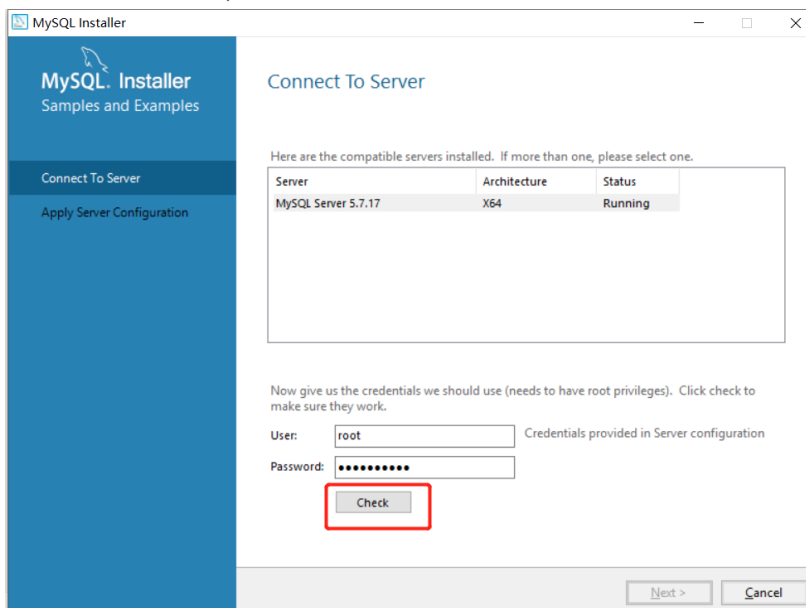 MySQL Installer
MySQL. Installer
Samples and Examples
Connect To Server
Apply Server Configuration
Connect To Server
Here are the compatible servers installed. If more than one, please select one.
Server Architecture Status
MySQL Server 5.7.17 X64 Running
Now give us the credentials we should use (needs to have root privileges). Click check to
make sure they work.
User: root Credentials provided in Server configuration
Password: ●●●●●●●●●●
Check
Next > Cancel